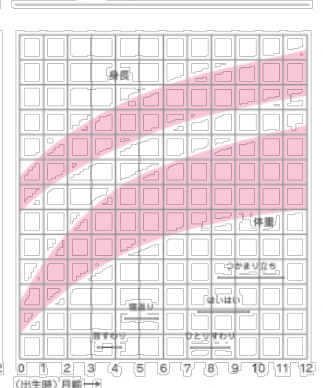 身長
体重
つかまり立ち
はいはい
寝返り
首すわり
ひとりすわり
0 1 2 3 4 5 6 7 8 9 10 11 12
(出生時)月齢